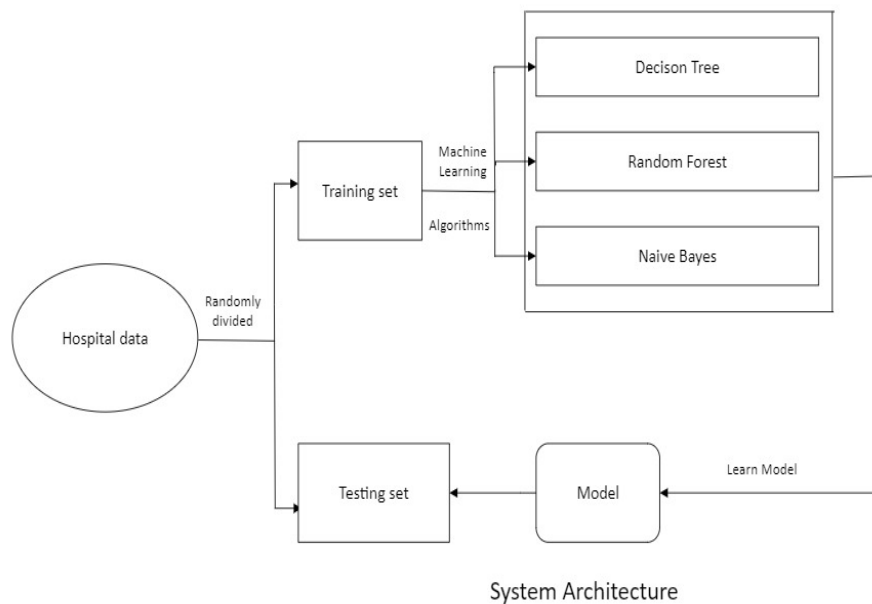 Decison Tree
Machine
Learning
Random Forest
Training set
Algorithms
Naive Bayes
Randomly
divided
Hospital data
Learn Model
Testing set
Model
System Architecture